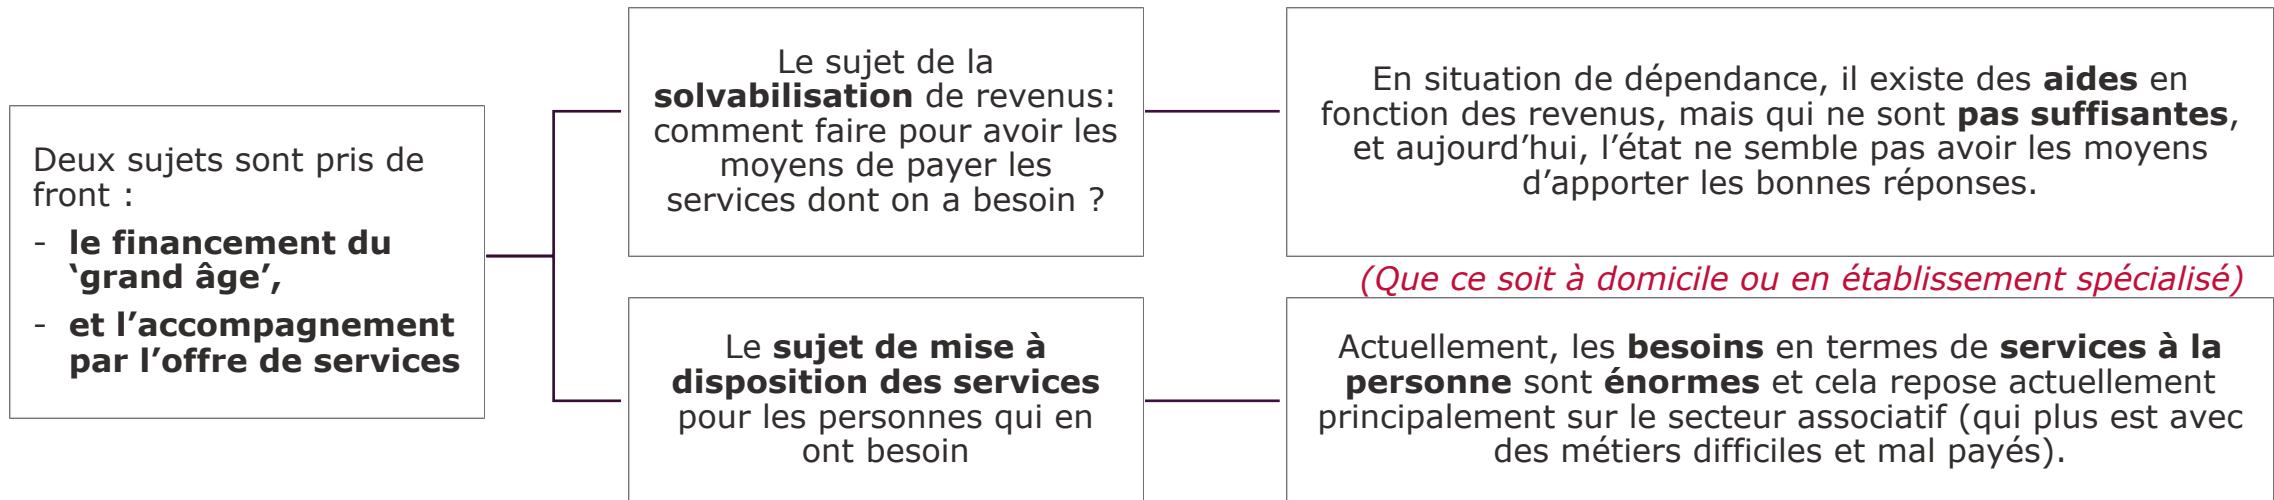 Deux sujets sont pris de
front :
- le financement du
‘grand âge’,
- et l’accompagnement
par l’offre de services
Le sujet de la
solvabilisation de revenus:
comment faire pour avoir les
moyens de payer les
services dont on a besoin ?
En situation de dépendance, il existe des aides en
fonction des revenus, mais qui ne sont pas suffisantes,
et aujourd’hui, l’état ne semble pas avoir les moyens
d’apporter les bonnes réponses.
(Que ce soit à domicile ou en établissement spécialisé)
Le sujet de mise à
disposition des services
pour les personnes qui en
ont besoin
Actuellement, les besoins en termes de services à la
personne sont énormes et cela repose actuellement
principalement sur le secteur associatif (qui plus est avec
des métiers difficiles et mal payés).